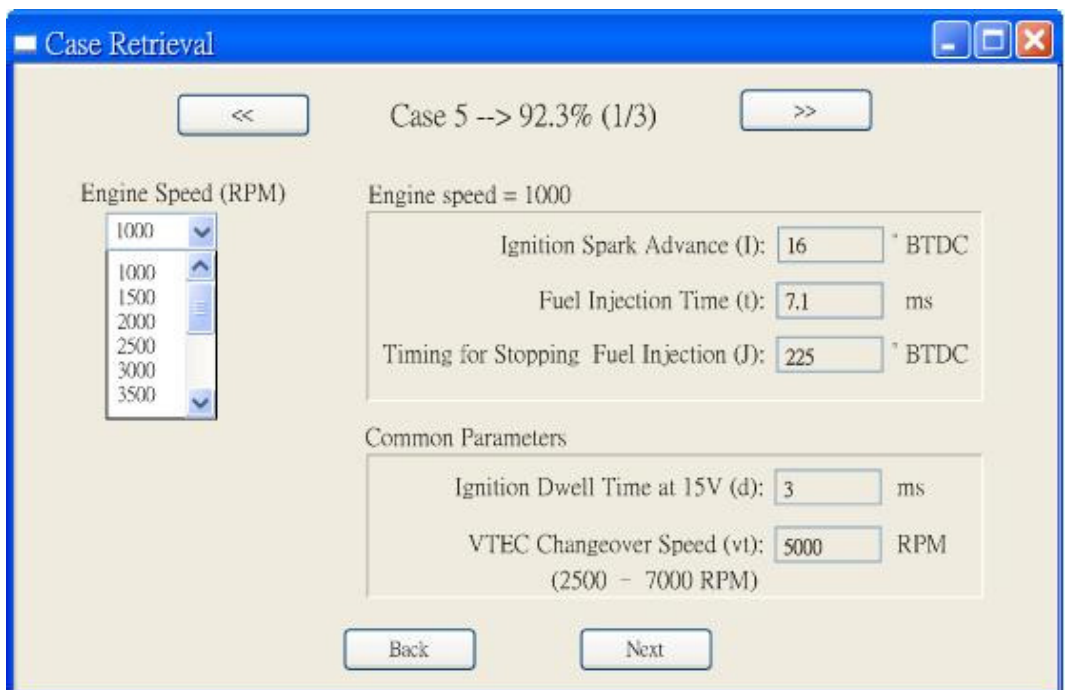 Case Retrieval
<<
Case 5 --> 92.3% (1/3)
>>
Engine Speed (RPM)
1000
1000
1500
2000
2500
3000
3500
Engine speed = 1000
Ignition Spark Advance (I): 16 ° BTDC
Fuel Injection Time (t): 7.1 ms
Timing for Stopping Fuel Injection (J): 225 ° BTDC
Common Parameters
Ignition Dwell Time at 15V (d): 3 ms
VTEC Changeover Speed (vt): 5000 RPM
(2500 – 7000 RPM)
Back
Next